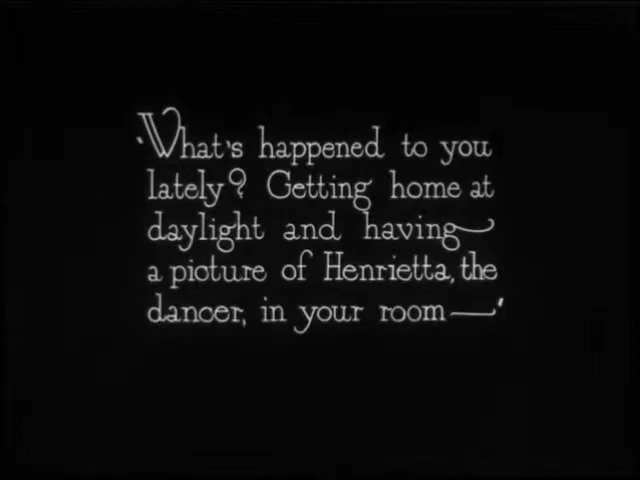 'What's happened to you
lately? Getting home at
daylight and having
a picture of Henrietta, the
dancer, in your room—'